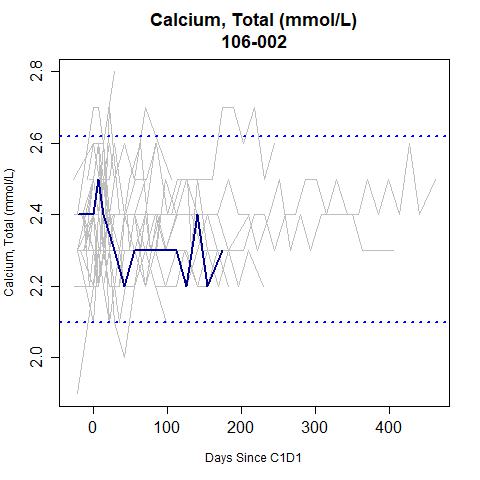 Calcium, Total (mmol/L)
106-002
Calcium, Total (mmol/L)
2.8
2.6
2.4
2.2
2.0
0 100 200 300 400
Days Since C1D1